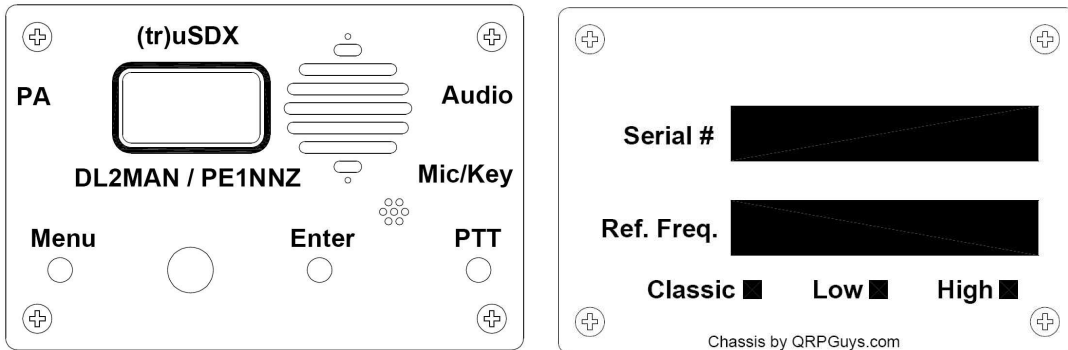 (tr)uSDX
PA
Audio
DL2MAN / PE1NNZ
Mic/Key
Menu
Enter
PTT
Serial #
Ref. Freq.
Classic
Low
High
Chassis by QRPGuys.com